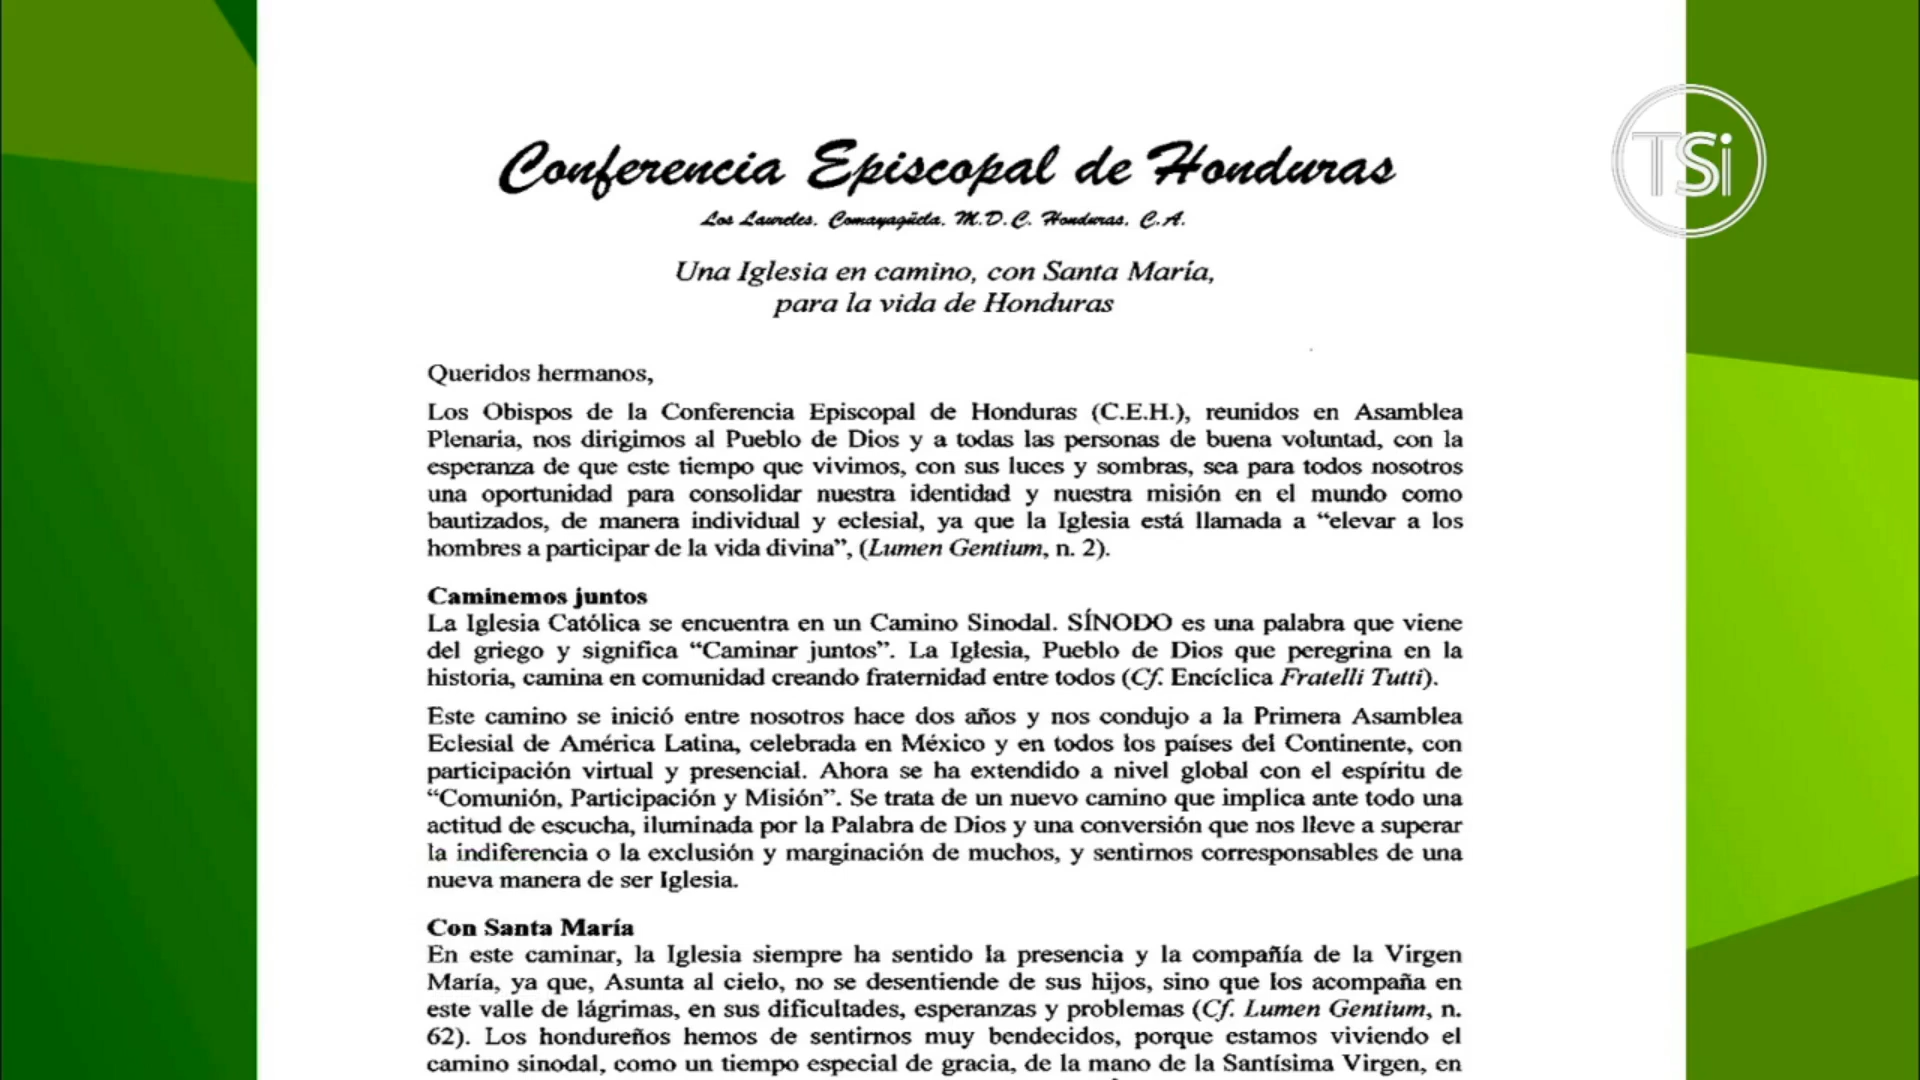 Conferencia Episcopal de Honduras
TSi
Los Laureles, Comayagüela, M.D.C. Honduras, C.A.
Una Iglesia en camino, con Santa María,
para la vida de Honduras
Queridos hermanos,
Los Obispos de la Conferencia Episcopal de Honduras (C.E.H.), reunidos en Asamblea
Plenaria, nos dirigimos al Pueblo de Dios y a todas las personas de buena voluntad, con la
esperanza de que este tiempo que vivimos, con sus luces y sombras, sea para todos nosotros
una oportunidad para consolidar nuestra identidad y nuestra misión en el mundo como
bautizados, de manera individual y eclesial, ya que la Iglesia está llamada a “elevar a los
hombres a participar de la vida divina”, (Lumen Gentium, n. 2).
Caminemos juntos
La Iglesia Católica se encuentra en un Camino Sinodal. SÍNODO es una palabra que viene
del griego y significa “Caminar juntos”. La Iglesia, Pueblo de Dios que peregrina en la
historia, camina en comunidad creando fraternidad entre todos (Cf. Encíclica Fratelli Tutti).
Este camino se inició entre nosotros hace dos años y nos condujo a la Primera Asamblea
Eclesial de América Latina, celebrada en México y en todos los países del Continente, con
participación virtual y presencial. Ahora se ha extendido a nivel global con el espíritu de
“Comunión, Participación y Misión”. Se trata de un nuevo camino que implica ante todo una
actitud de escucha, iluminada por la Palabra de Dios y una conversión que nos lleve a superar
la indiferencia o la exclusión y marginación de muchos, y sentirnos corresponsables de una
nueva manera de ser Iglesia.
Con Santa María
En este caminar, la Iglesia siempre ha sentido la presencia y la compañía de la Virgen
María, ya que, Asunta al cielo, no se desentiende de sus hijos, sino que los acompaña en
este valle de lágrimas, en sus dificultades, esperanzas y problemas (Cf. Lumen Gentium, n.
62). Los hondureños hemos de sentirnos muy bendecidos, porque estamos viviendo el
camino sinodal, como un tiempo especial de gracia, de la mano de la Santísima Virgen, en